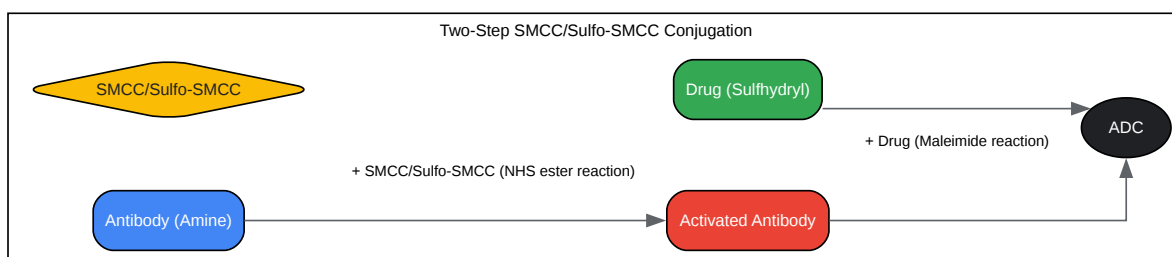 Two-Step SMCC/Sulfo-SMCC Conjugation
SMCC/Sulfo-SMCC
Drug (Sulfhydryl)
ADC
+ Drug (Maleimide reaction)
+ SMCC/Sulfo-SMCC (NHS ester reaction)
Antibody (Amine)
Activated Antibody